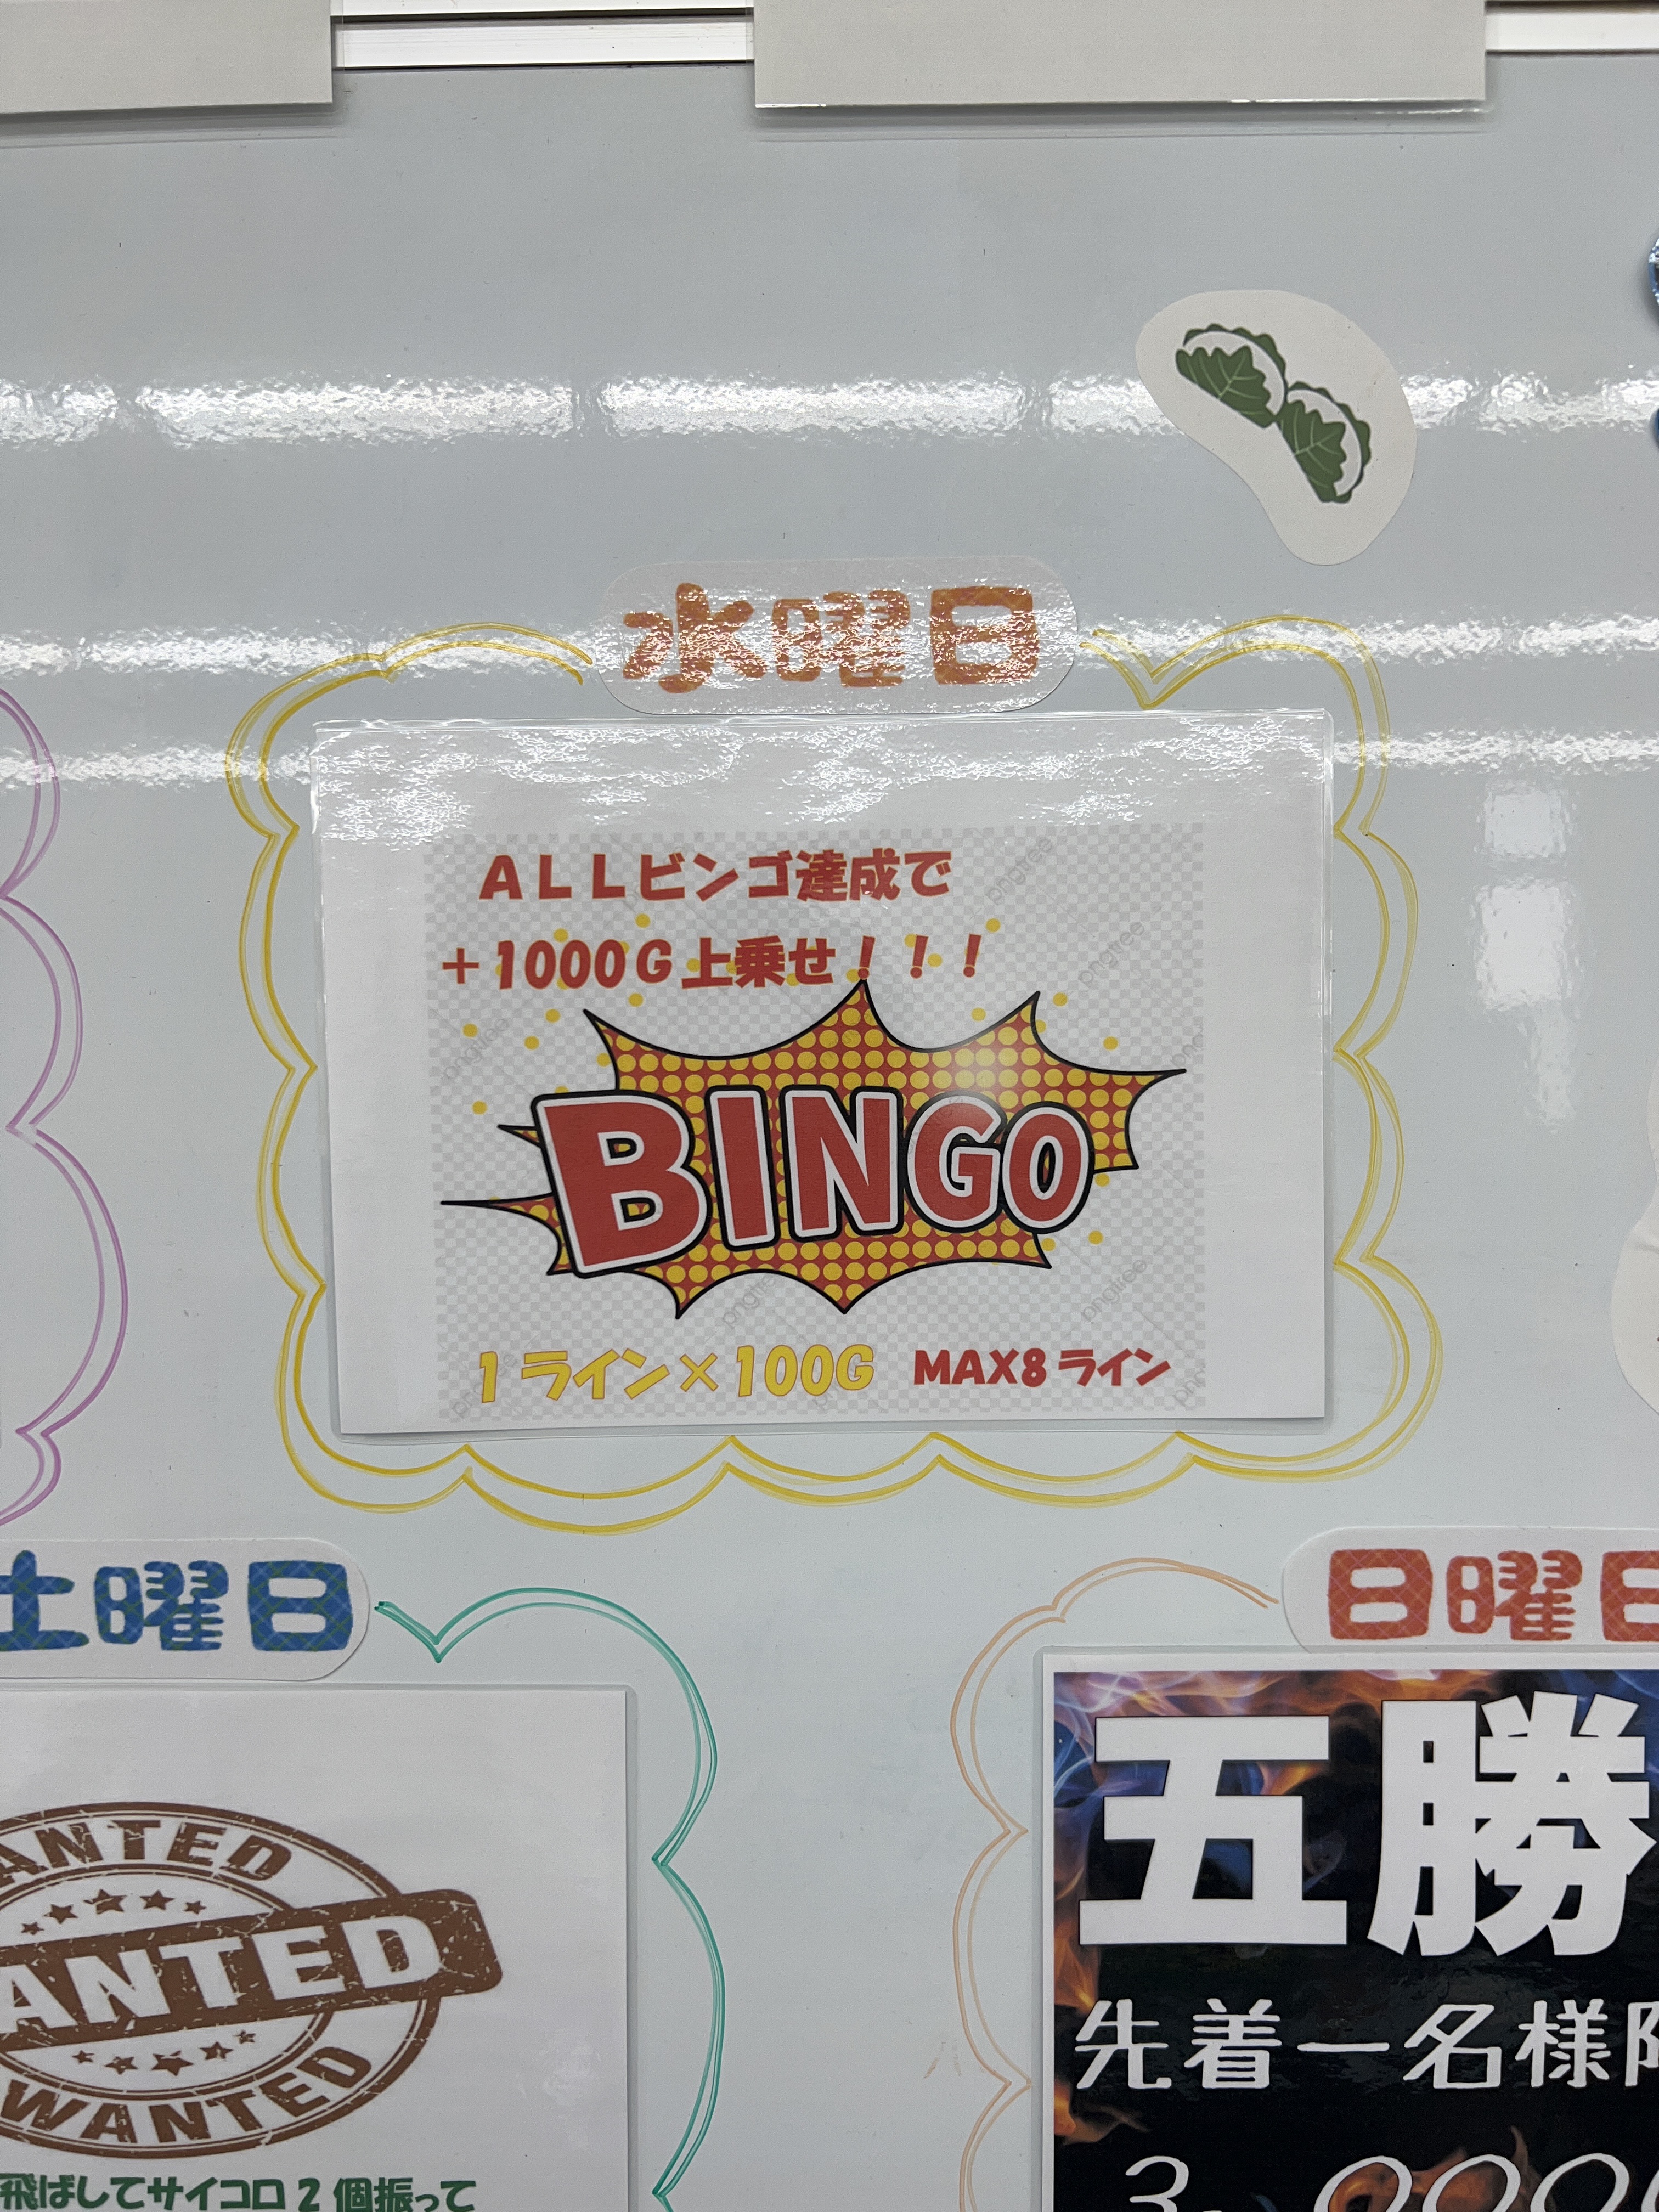 水曜日
ALLビンゴ達成で
+1000G上乗せ!!!
BINGO
1ライン×100G MAX8ライン
土曜日
日曜日
WANTED
WANTED
WANTED
飛ばしてサイコロ2個振って
五勝
先着一名様限